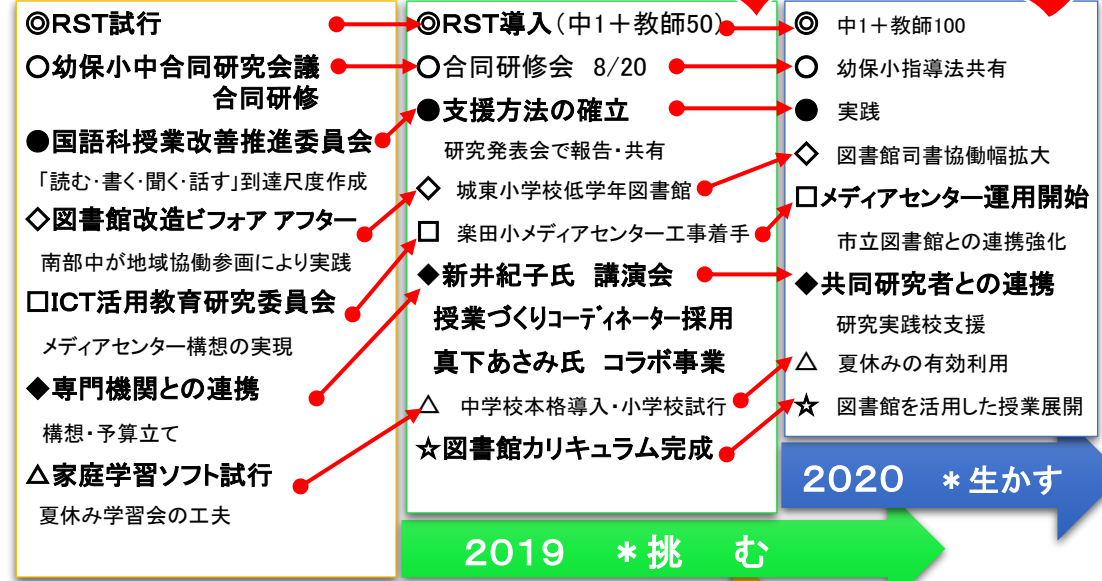 ◎RST試行
〇幼保小中合同研究会議
合同研修
●国語科授業改善推進委員会
「読む・書く・聞く・話す」到達尺度作成
◇図書館改造ビフォア アフター
南部中が地域協働参画により実践
□ICT活用教育研究委員会
メディアセンター構想の実現
◆専門機関との連携
構想・予算立て
△家庭学習ソフト試行
夏休み学習会の工夫
◎RST導入(中1+教師50)
〇合同研修会 8/20
●支援方法の確立
研究発表会で報告・共有
◇ 城東小学校低学年図書館
□ 楽田小メディアセンター工事着手
◆新井紀子氏 講演会
授業づくりコーディネーター採用
真下あさみ氏 コラボ事業
△ 中学校本格導入・小学校試行
☆図書館カリキュラム完成
2019 *挑 む
◎ 中1+教師100
〇 幼保小指導法共有
● 実践
◇ 図書館司書協働幅拡大
□メディアセンター運用開始
市立図書館との連携強化
◆共同研究者との連携
研究実践校支援
△ 夏休みの有効利用
☆ 図書館を活用した授業展開
2020 *生かす